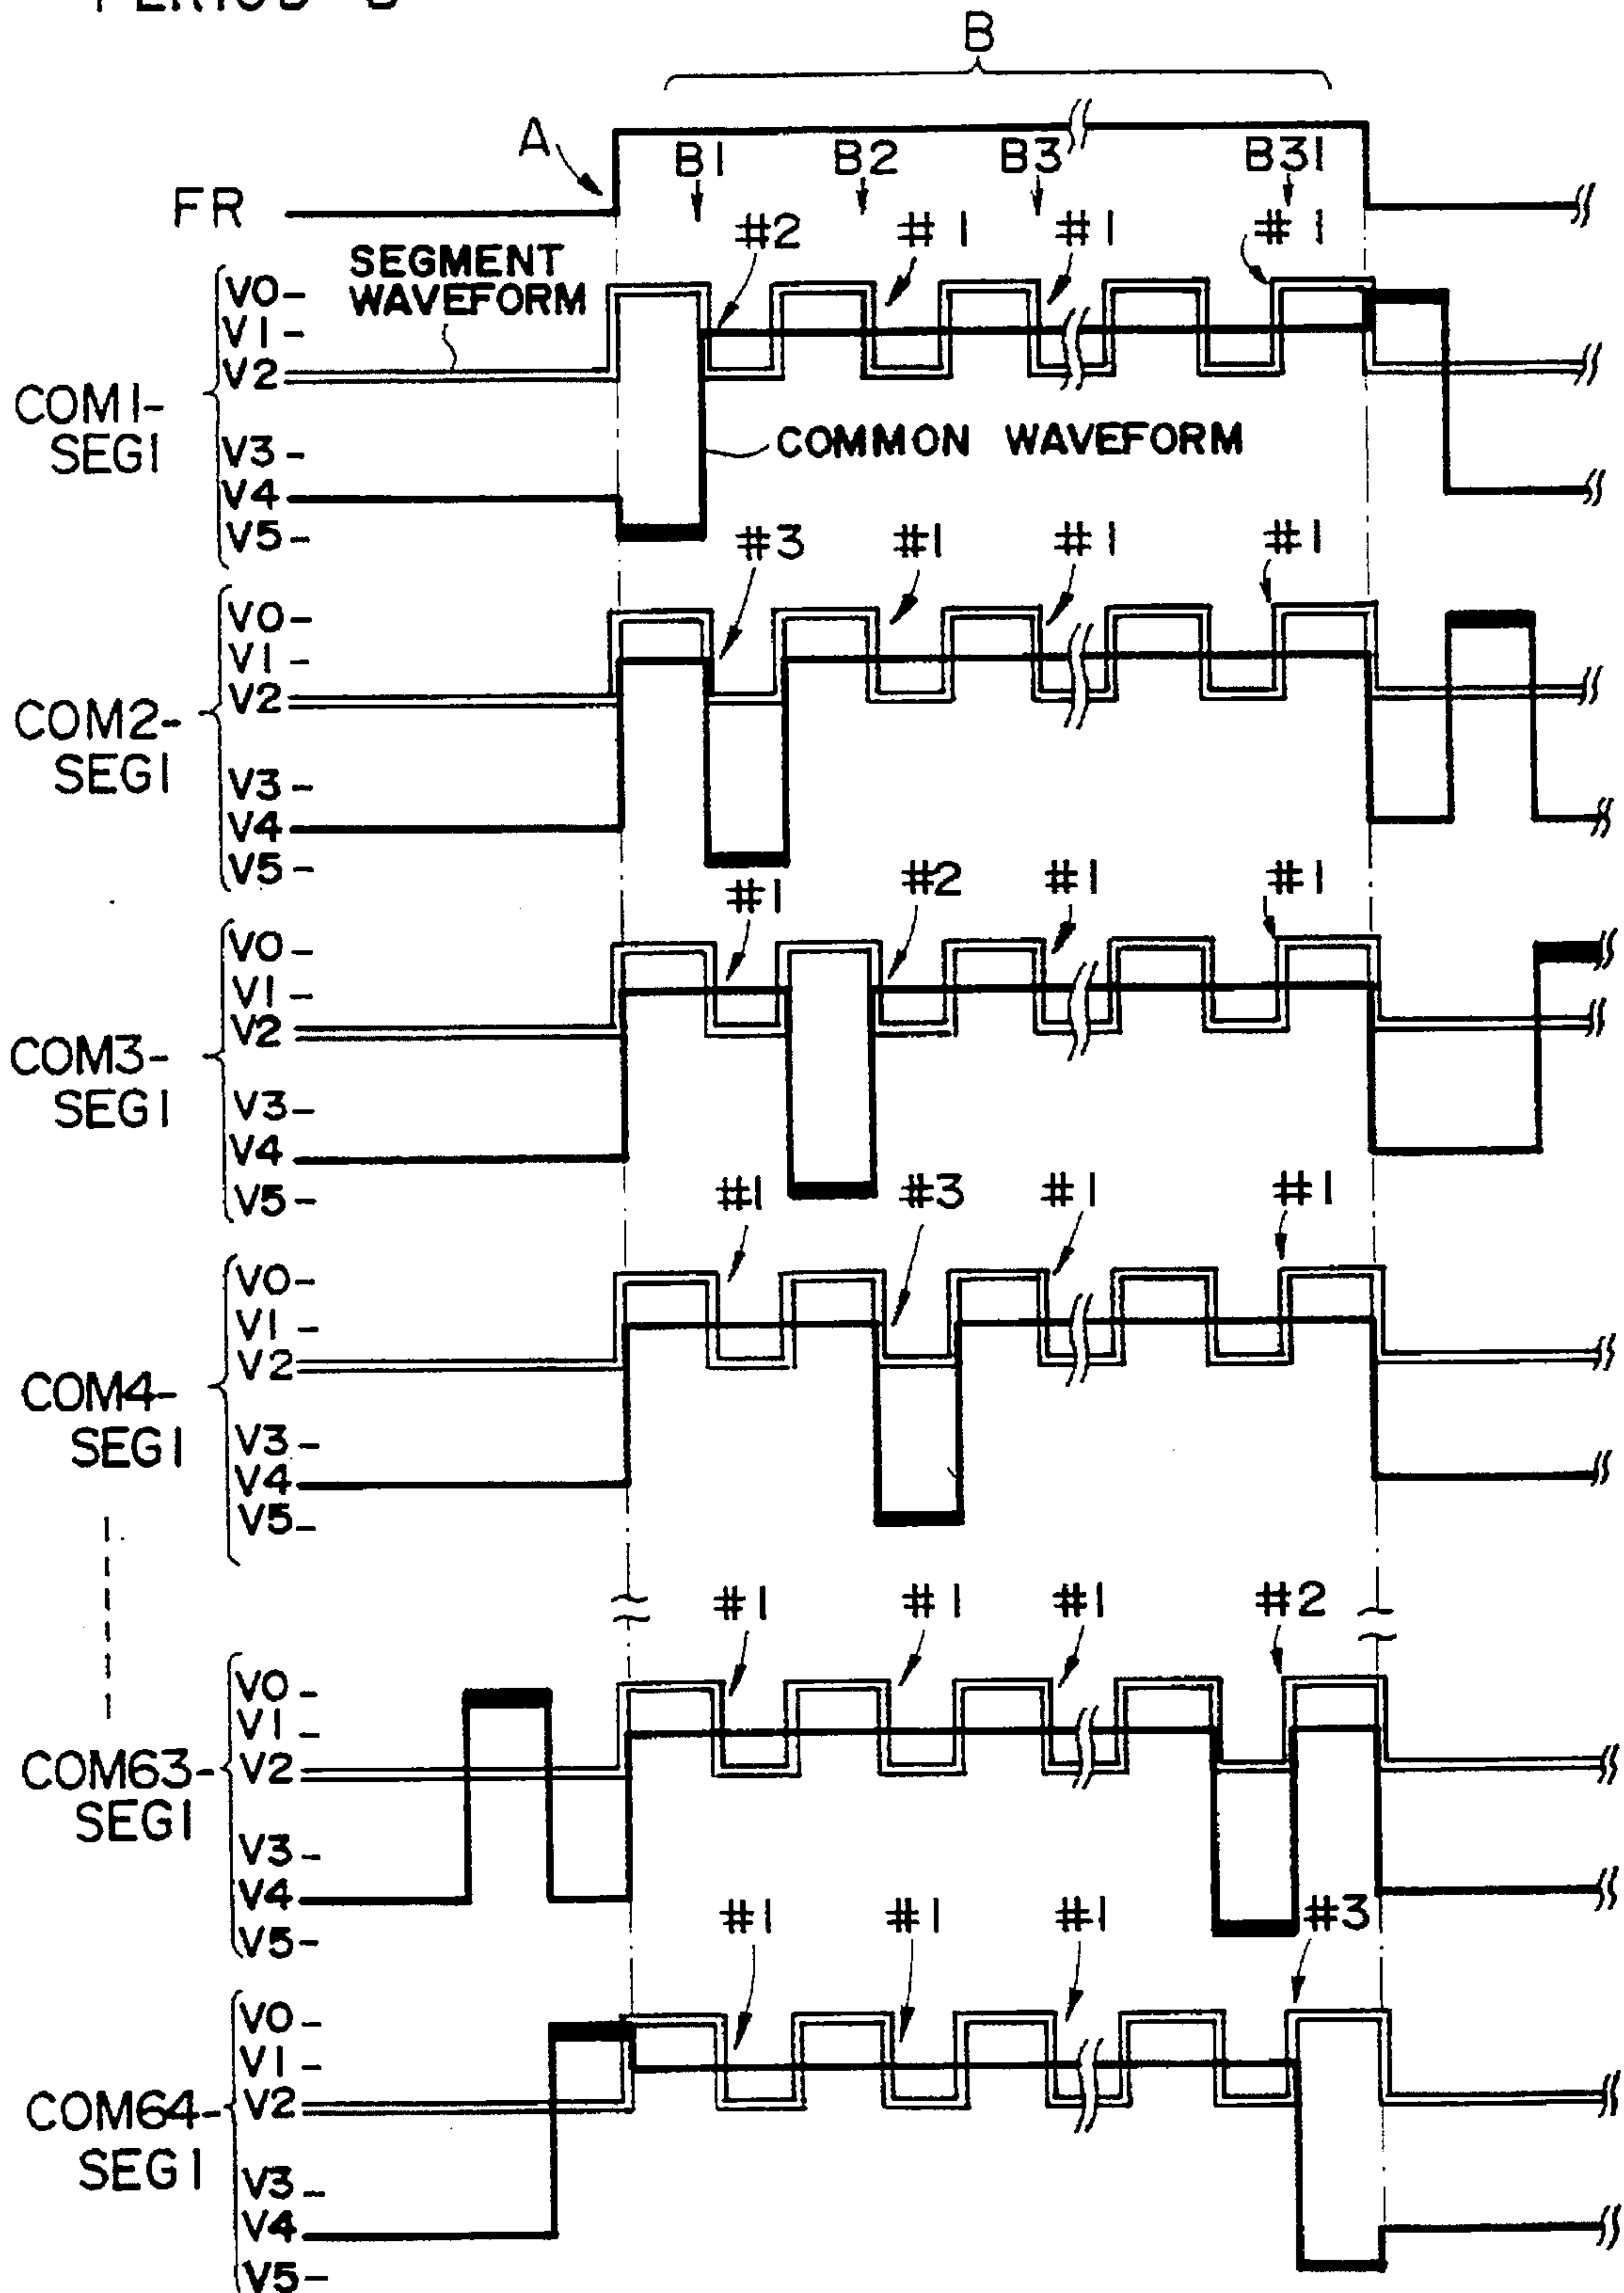 PERIOD B
B
A
B1 B2 B3 B31
FR
#2 #1 #1 #1
SEGMENT
WAVEFORM
COM1-
SEG1
V0-
V1-
V2
V3-
V4
V5-
COMMON WAVEFORM
#3 #1 #1 #1
COM2-
SEG1
V0-
V1-
V2
V3-
V4
V5-
#1 #2 #1 #1
COM3-
SEG1
V0-
V1-
V2
V3-
V4
V5-
#1 #3 #1 #1
COM4-
SEG1
V0-
V1-
V2
V3-
V4
V5-
#1 #1 #1 #2
COM63-
SEG1
V0-
V1-
V2
V3-
V4
V5-
#1 #1 #1 #3
COM64-
SEG1
V0-
V1-
V2
V3-
V4
V5-